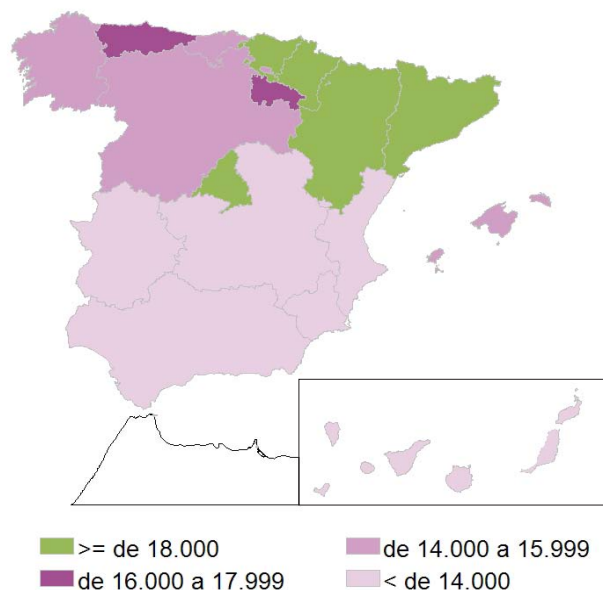 >= de 18.000
de 14.000 a 15.999
de 16.000 a 17.999
< de 14.000